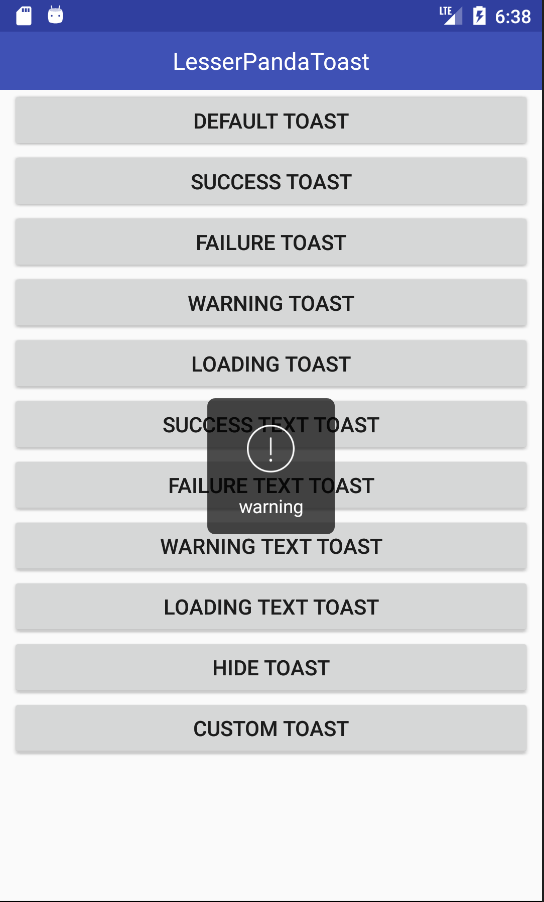 LTE 6:38
LesserPandaToast
DEFAULT TOAST
SUCCESS TOAST
FAILURE TOAST
WARNING TOAST
LOADING TOAST
SUCCESS TEXT TOAST
FAILURE TEXT TOAST
warning
WARNING TEXT TOAST
LOADING TEXT TOAST
HIDE TOAST
CUSTOM TOAST